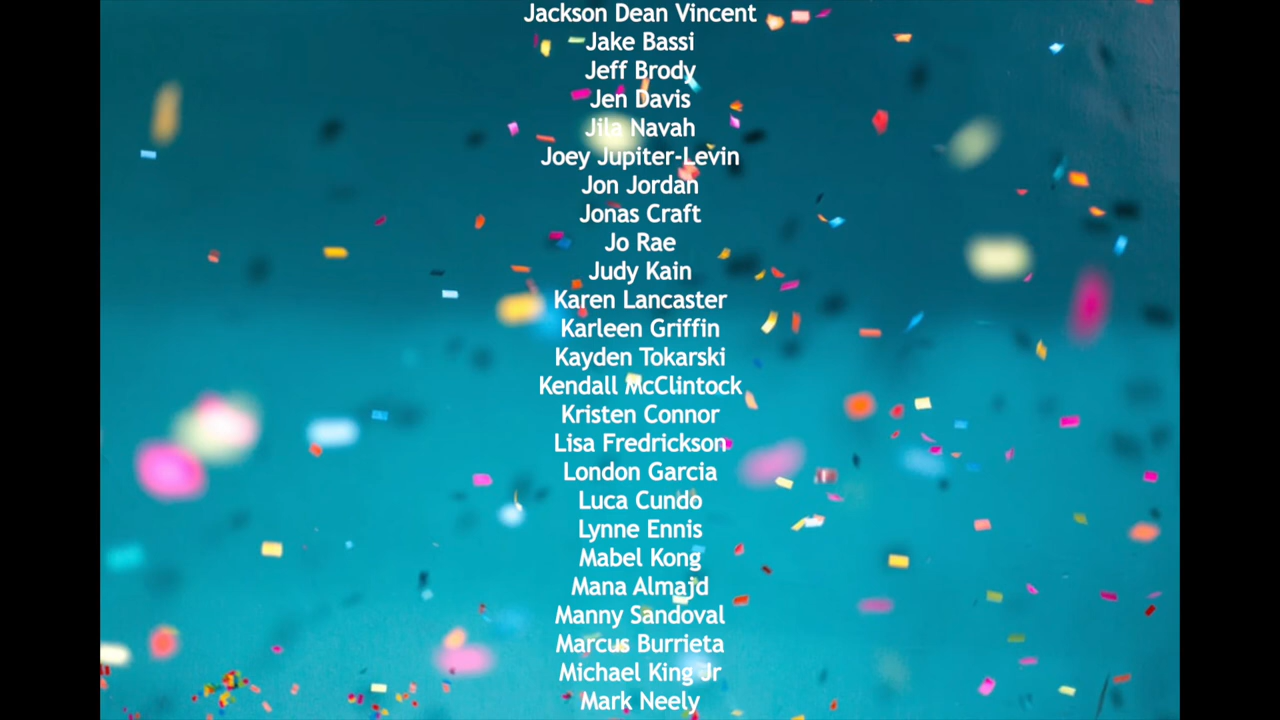 Jackson Dean Vincent
Jake Bassi
Jeff Brody
Jen Davis
Jila Navah
Joey Jupiter-Levin
Jon Jordan
Jonas Craft
Jo Rae
Judy Kain
Karen Lancaster
Karleen Griffin
Kayden Tokarski
Kendall McClintock
Kristen Connor
Lisa Fredrickson
London Garcia
Luca Cundo
Lynne Ennis
Mabel Kong
Mana Almajd
Manny Sandoval
Marcus Burrieta
Michael King Jr
Mark Neely